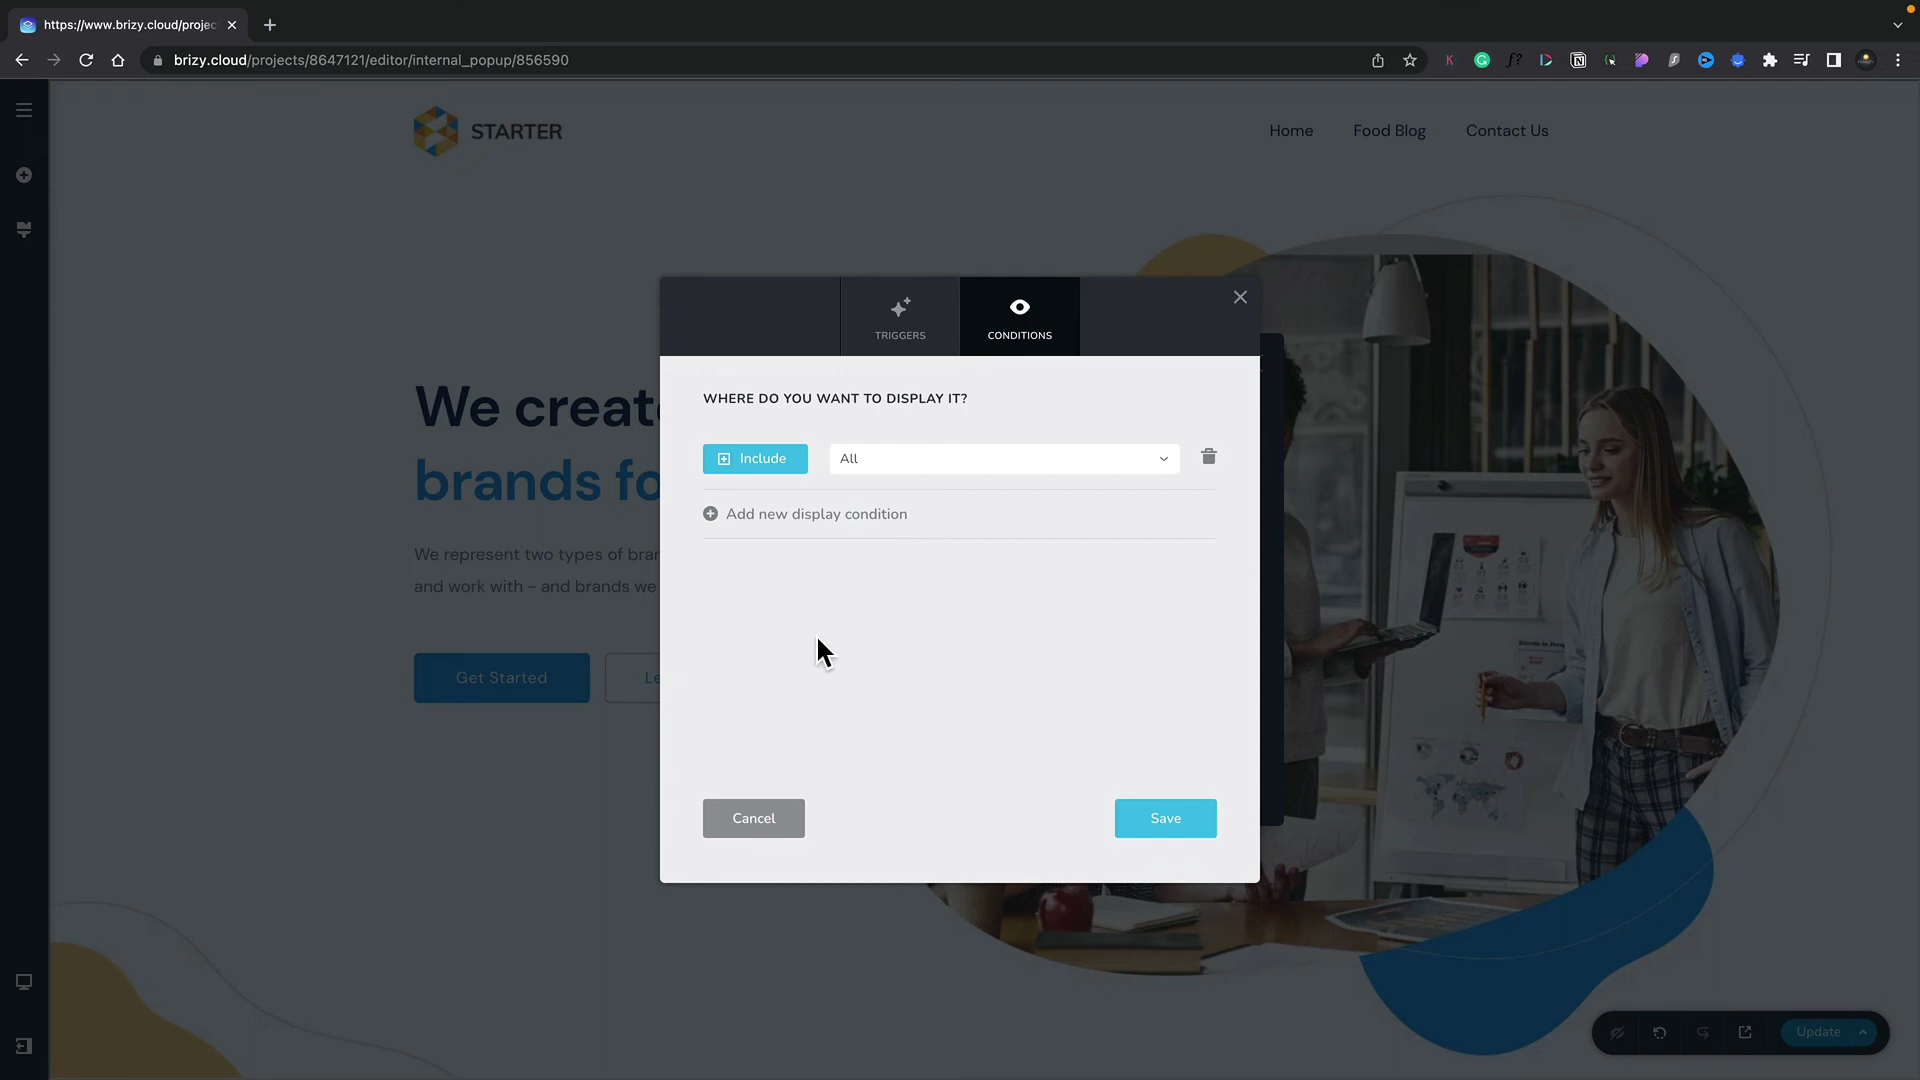 https://www.brizy.cloud/projec
brizy.cloud/projects/8647121/editor/internal_popup/856590
STARTER
Home
Food Blog
Contact Us
TRIGGERS
CONDITIONS
We create
brands fo
WHERE DO YOU WANT TO DISPLAY IT?
Include
All
Add new display condition
We represent two types of bran
and work with - and brands we
Get Started
Le
Cancel
Save
Update